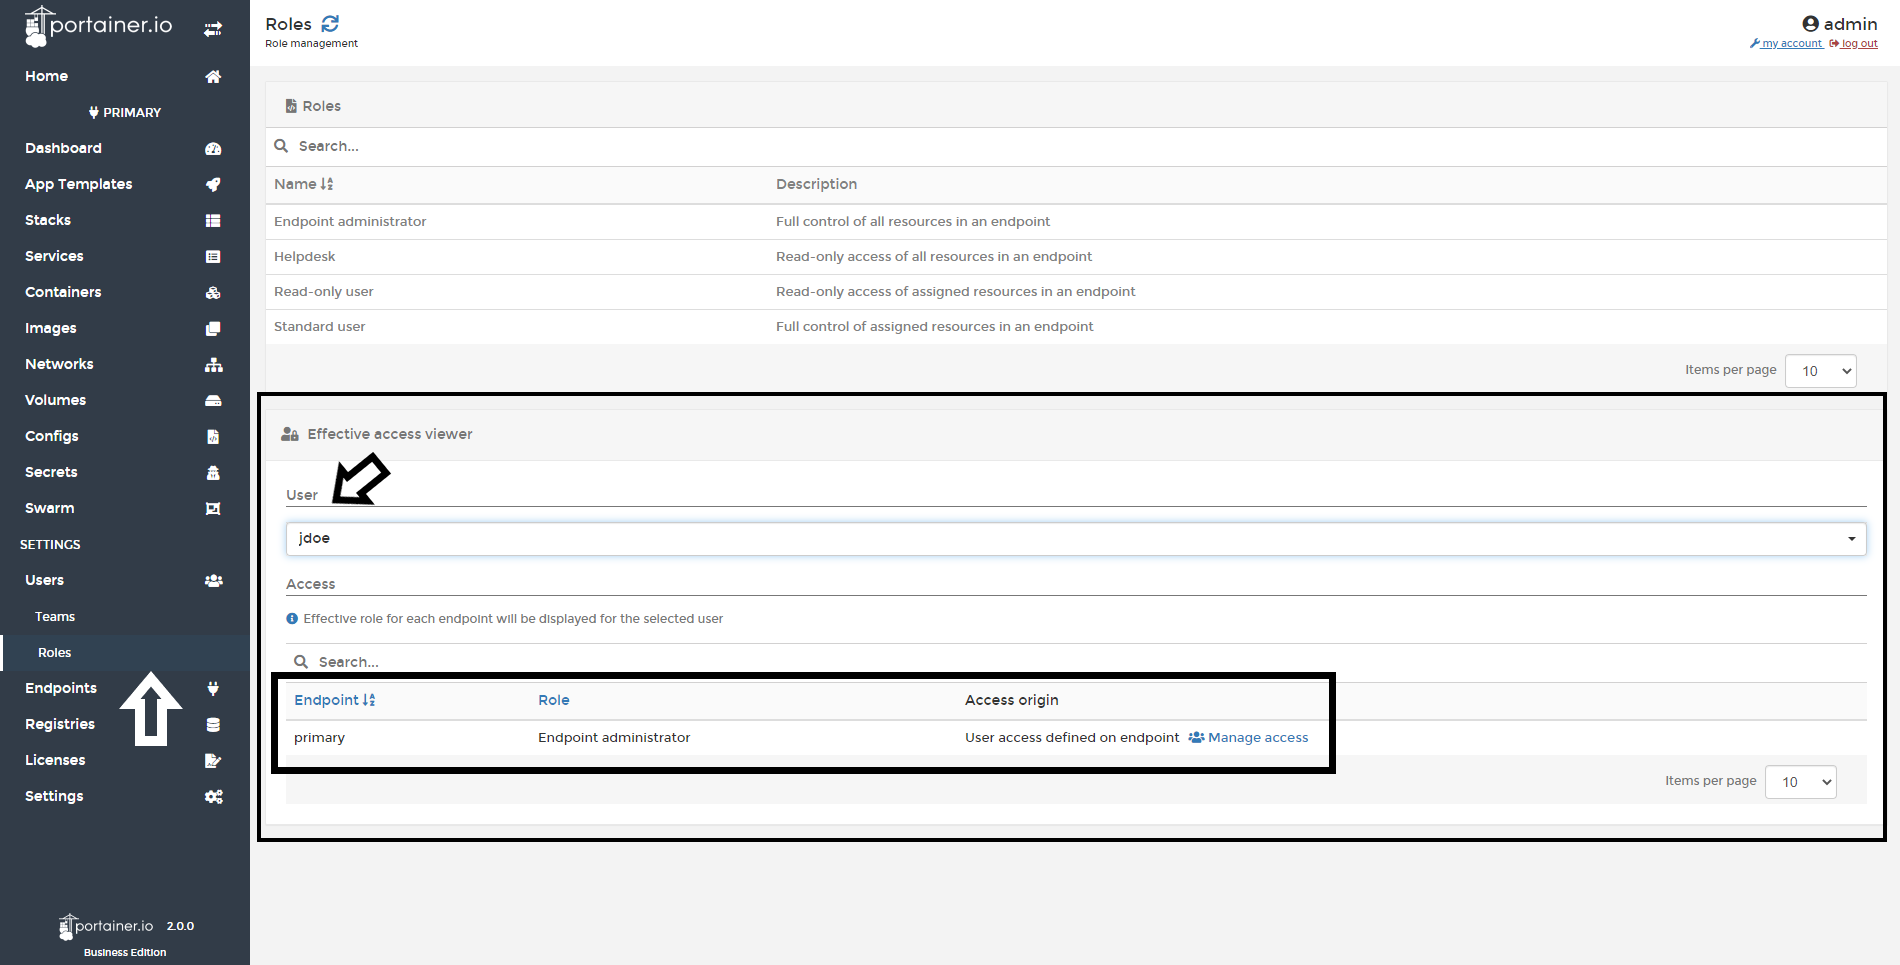 portainer.io
Home
PRIMARY
Dashboard
App Templates
Stacks
Services
Containers
Images
Networks
Volumes
Configs
Secrets
Swarm
SETTINGS
Users
Teams
Roles
Endpoints
Registries
Licenses
Settings
portainer.io 2.0.0
Business Edition
Roles
Role management
admin
my account log out
Roles
Search...
Name Description
Endpoint administrator Full control of all resources in an endpoint
Helpdesk Read-only access of all resources in an endpoint
Read-only user Read-only access of assigned resources in an endpoint
Standard user Full control of assigned resources in an endpoint
Items per page 10
Effective access viewer
User
jdoe
Access
Effective role for each endpoint will be displayed for the selected user
Search...
Endpoint Role Access origin
primary Endpoint administrator User access defined on endpoint Manage access
Items per page 10